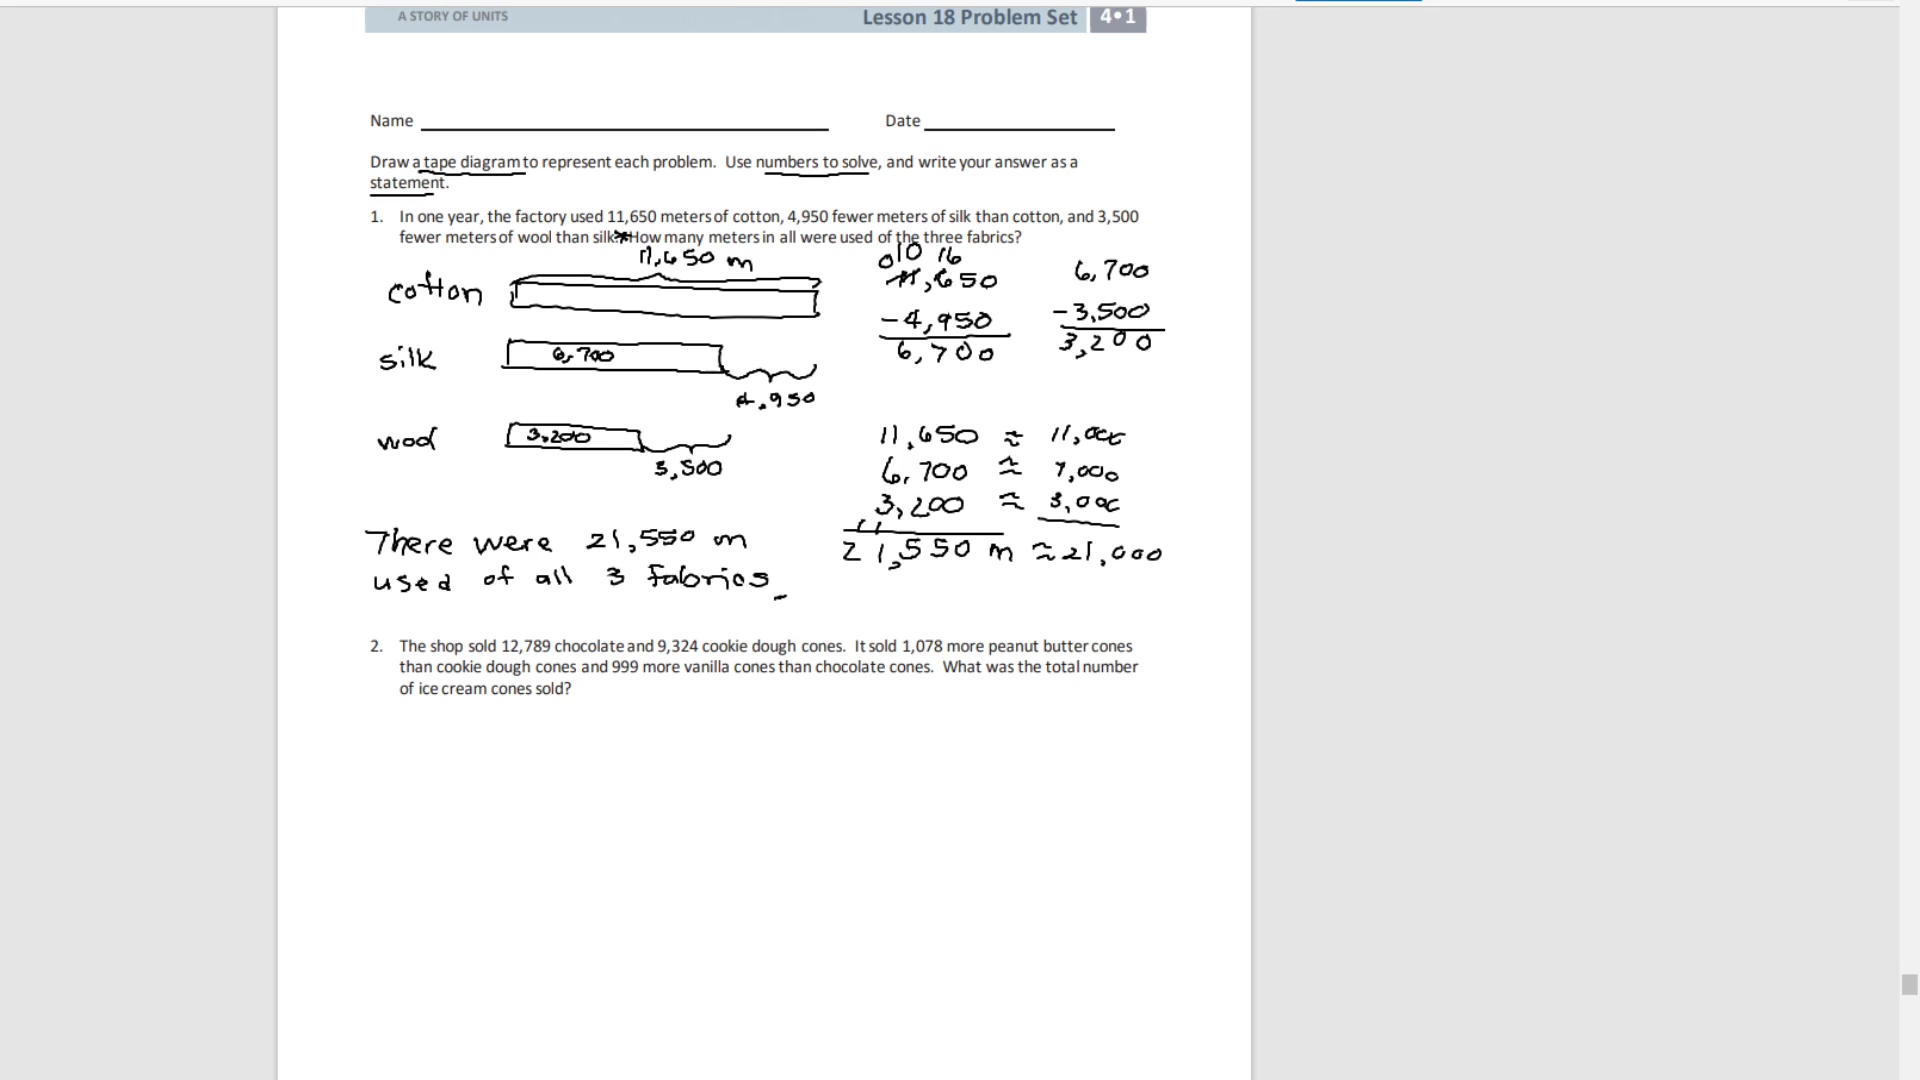 A STORY OF UNITS
Lesson 18 Problem Set 4•1
Name
Date
Draw a tape diagram to represent each problem. Use numbers to solve, and write your answer as a
statement.
1. In one year, the factory used 11,650 meters of cotton, 4,950 fewer meters of silk than cotton, and 3,500
fewer meters of wool than silk. How many meters in all were used of the three fabrics?
11,650 m
cotton
silk
6,700
4,950
wool
3,200
3,500
There were 21,550 m
used of all 3 fabrics.
0 10 16
11,650
-4,950
6,700
6,700
-3,500
3,200
11,650 ≈ 11,000
6,700 ≈ 7,000
3,200 ≈ 3,000
1 1
21,550 m ≈ 21,000
2. The shop sold 12,789 chocolate and 9,324 cookie dough cones. It sold 1,078 more peanut butter cones
than cookie dough cones and 999 more vanilla cones than chocolate cones. What was the total number
of ice cream cones sold?